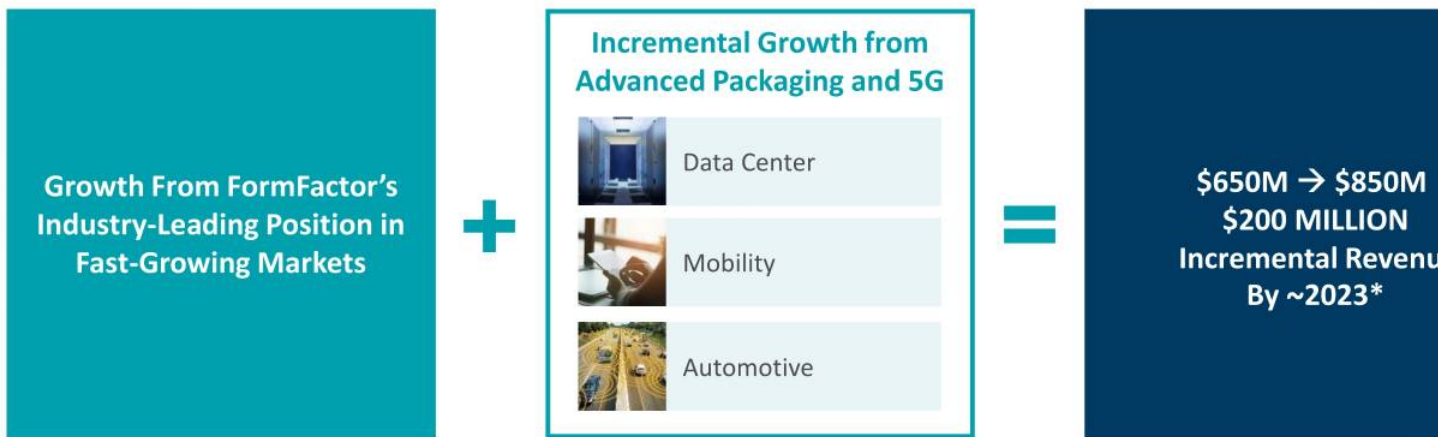 Growth From FormFactor’s
Industry-Leading Position in
Fast-Growing Markets
+
Incremental Growth from
Advanced Packaging and 5G
Data Center
Mobility
Automotive
=
$650M → $850M
$200 MILLION
Incremental Revenu
By ~2023*